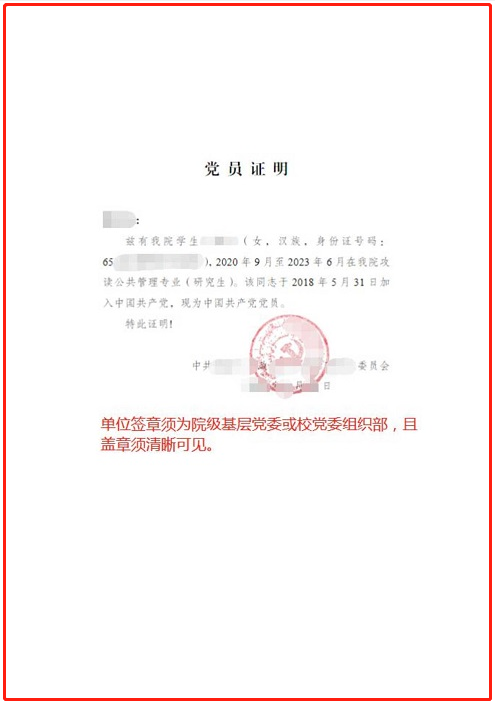 党员证明
：
兹有我院学生（女，汉族，身份证号码：
65），2020年9月至2023年6月在我院攻
读公共管理专业（研究生）。该同志于2018年5月31日加
入中国共产党，现为中国共产党党员。
特此证明！
中共委员会
月日
单位签章须为院级基层党委或校党委组织部，且
盖章须清晰可见。